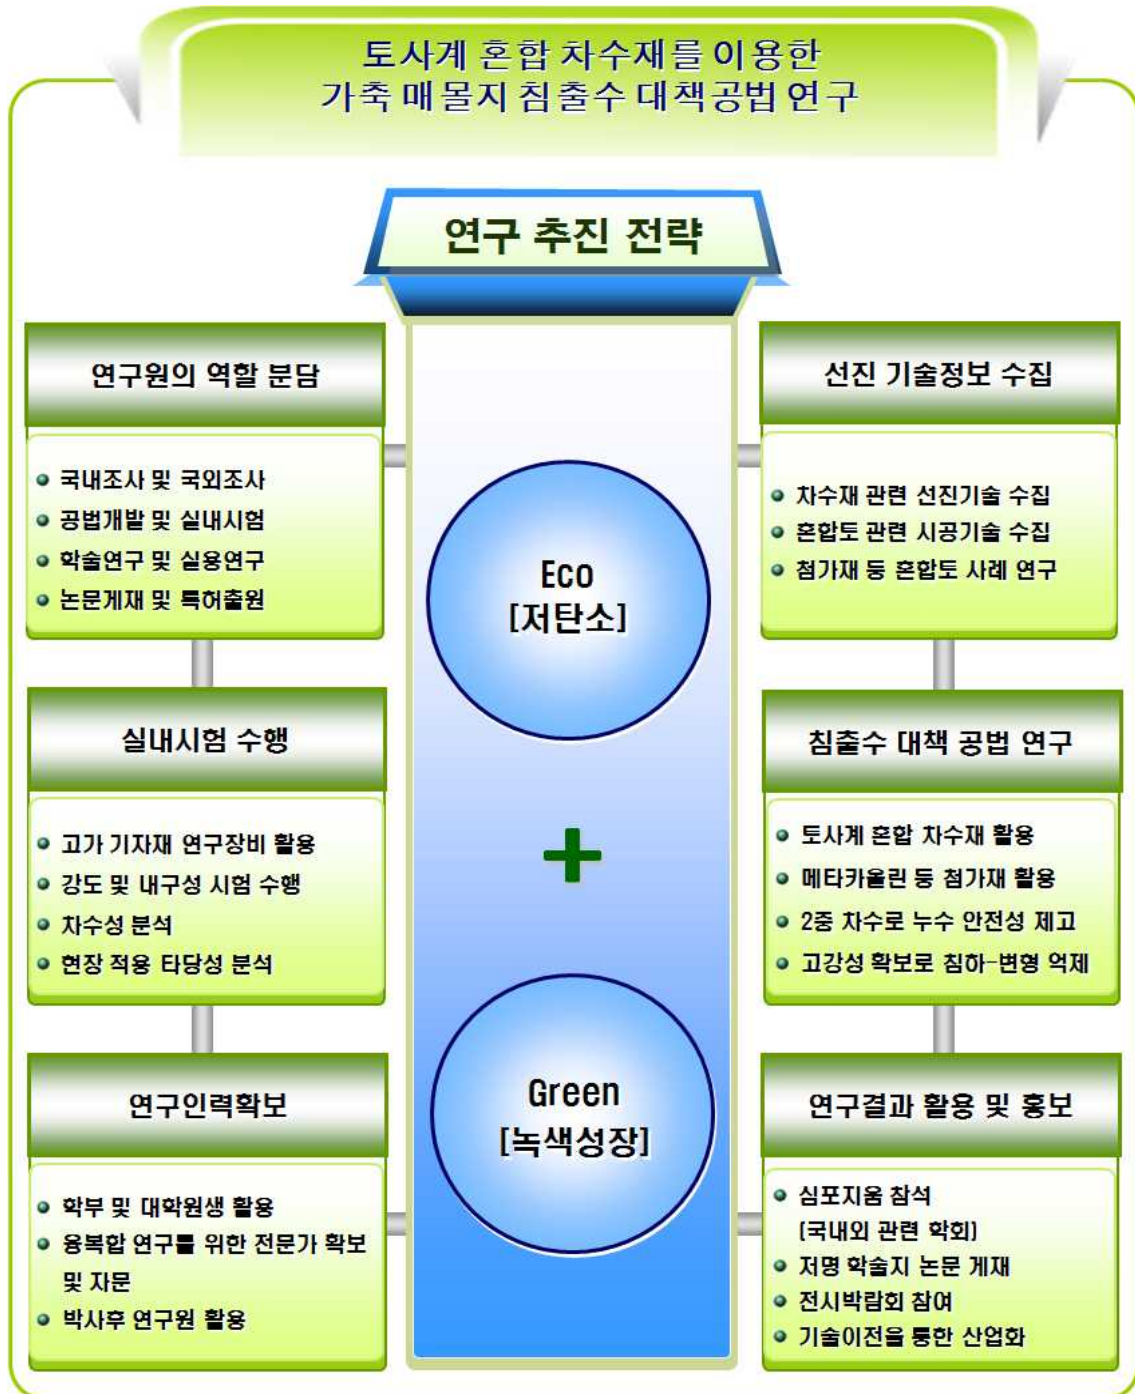 토사계 혼합 차수재를 이용한
가축 매몰지 침출수 대책공법 연구
연구 추진 전략
연구원의 역할 분담
국내조사 및 국외조사
공법개발 및 실내시험
학술연구 및 실용연구
논문게재 및 특허출원
실내시험 수행
고가 기자재 연구장비 활용
강도 및 내구성 시험 수행
차수성 분석
현장 적용 타당성 분석
연구인력확보
학부 및 대학원생 활용
융복합 연구를 위한 전문가 확보
및 자문
박사후 연구원 활용
Eco
[저탄소]
+
Green
[녹색성장]
선진 기술정보 수집
차수재 관련 선진기술 수집
혼합토 관련 시공기술 수집
첨가재 등 혼합토 사례 연구
침출수 대책 공법 연구
토사계 혼합 차수재 활용
메타카올린 등 첨가재 활용
2중 차수로 누수 안전성 제고
고강성 확보로 침하-변형 억제
연구결과 활용 및 홍보
심포지움 참석
(국내외 관련 학회)
저명 학술지 논문 게재
전시박람회 참여
기술이전을 통한 산업화